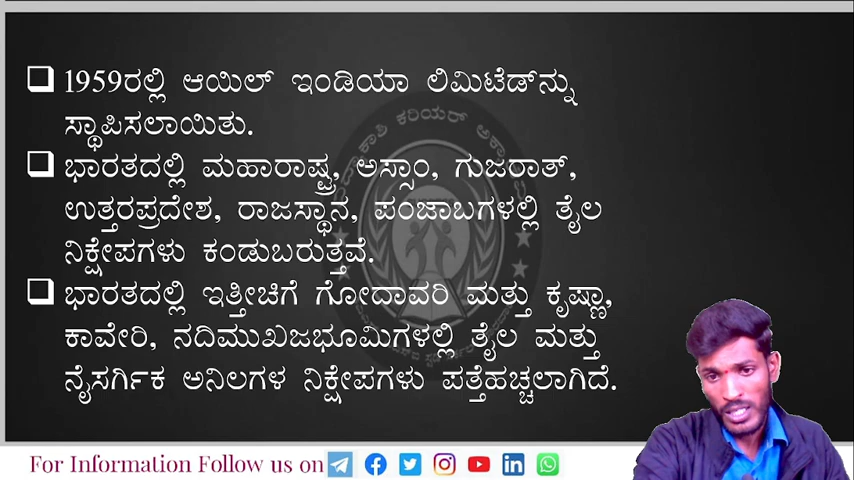 1959ರಲ್ಲಿ ಆಯಿಲ್ ಇಂಡಿಯಾ ಲಿಮಿಟೆಡ್‌ನ್ನು
ಸ್ಥಾಪಿಸಲಾಯಿತು.
ಭಾರತದಲ್ಲಿ ಮಹಾರಾಷ್ಟ್ರ, ಅಸ್ಸಾಂ, ಗುಜರಾತ್,
ಉತ್ತರಪ್ರದೇಶ, ರಾಜಸ್ಥಾನ, ಪಂಜಾಬಗಳಲ್ಲಿ ತೈಲ
ನಿಕ್ಷೇಪಗಳು ಕಂಡುಬರುತ್ತವೆ.
ಭಾರತದಲ್ಲಿ ಇತ್ತೀಚಿಗೆ ಗೋದಾವರಿ ಮತ್ತು ಕೃಷ್ಣಾ,
ಕಾವೇರಿ, ನದಿಮುಖಜಭೂಮಿಗಳಲ್ಲಿ ತೈಲ ಮತ್ತು
ನೈಸರ್ಗಿಕ ಅನಿಲಗಳ ನಿಕ್ಷೇಪಗಳು ಪತ್ತೆಹಚ್ಚಲಾಗಿದೆ.
For Information Follow us on